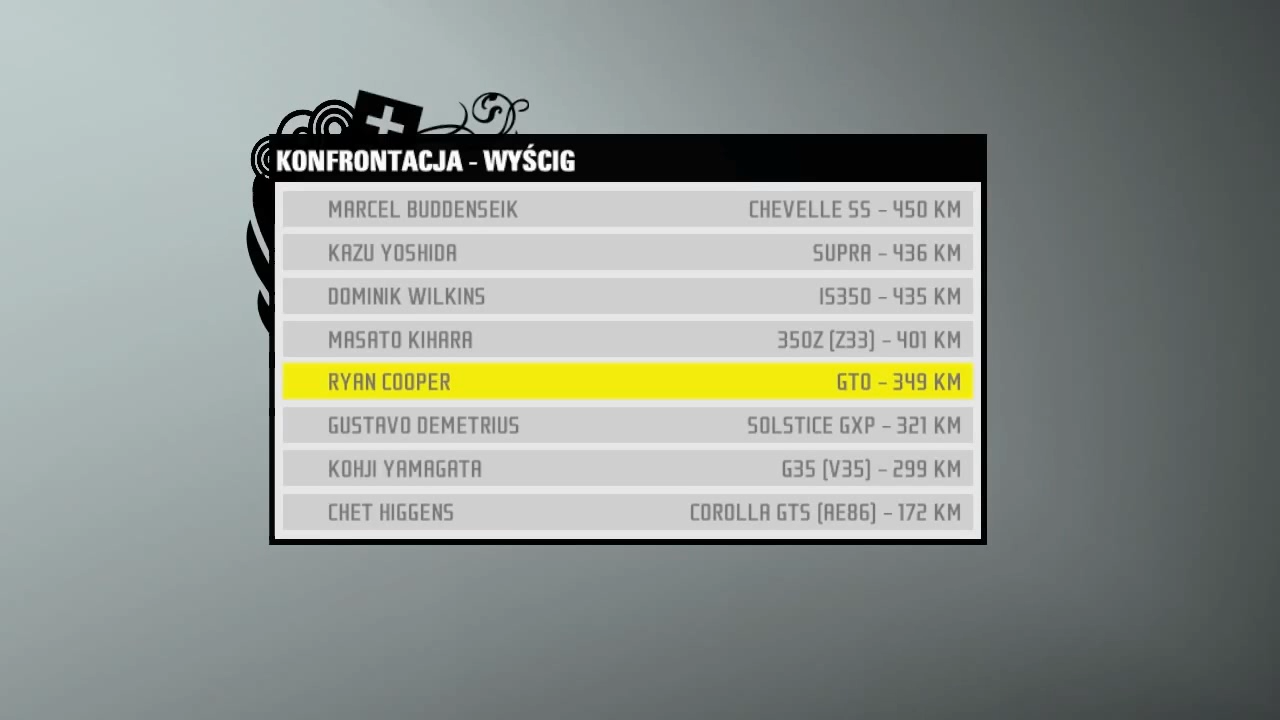 KONFRONTACJA - WYŚCIG
MARCEL BUDDENSEIK CHEVELLE SS - 450 KM
KAZU YOSHIDA SUPRA - 436 KM
DOMINIK WILKINS IS350 - 435 KM
MASATO KIHARA 350Z (Z33) - 401 KM
RYAN COOPER GTO - 349 KM
GUSTAVO DEMETRIUS SOLSTICE GXP - 321 KM
KOHJI YAMAGATA G35 (V35) - 299 KM
CHET HIGGENS COROLLA GTS (AE86) - 172 KM